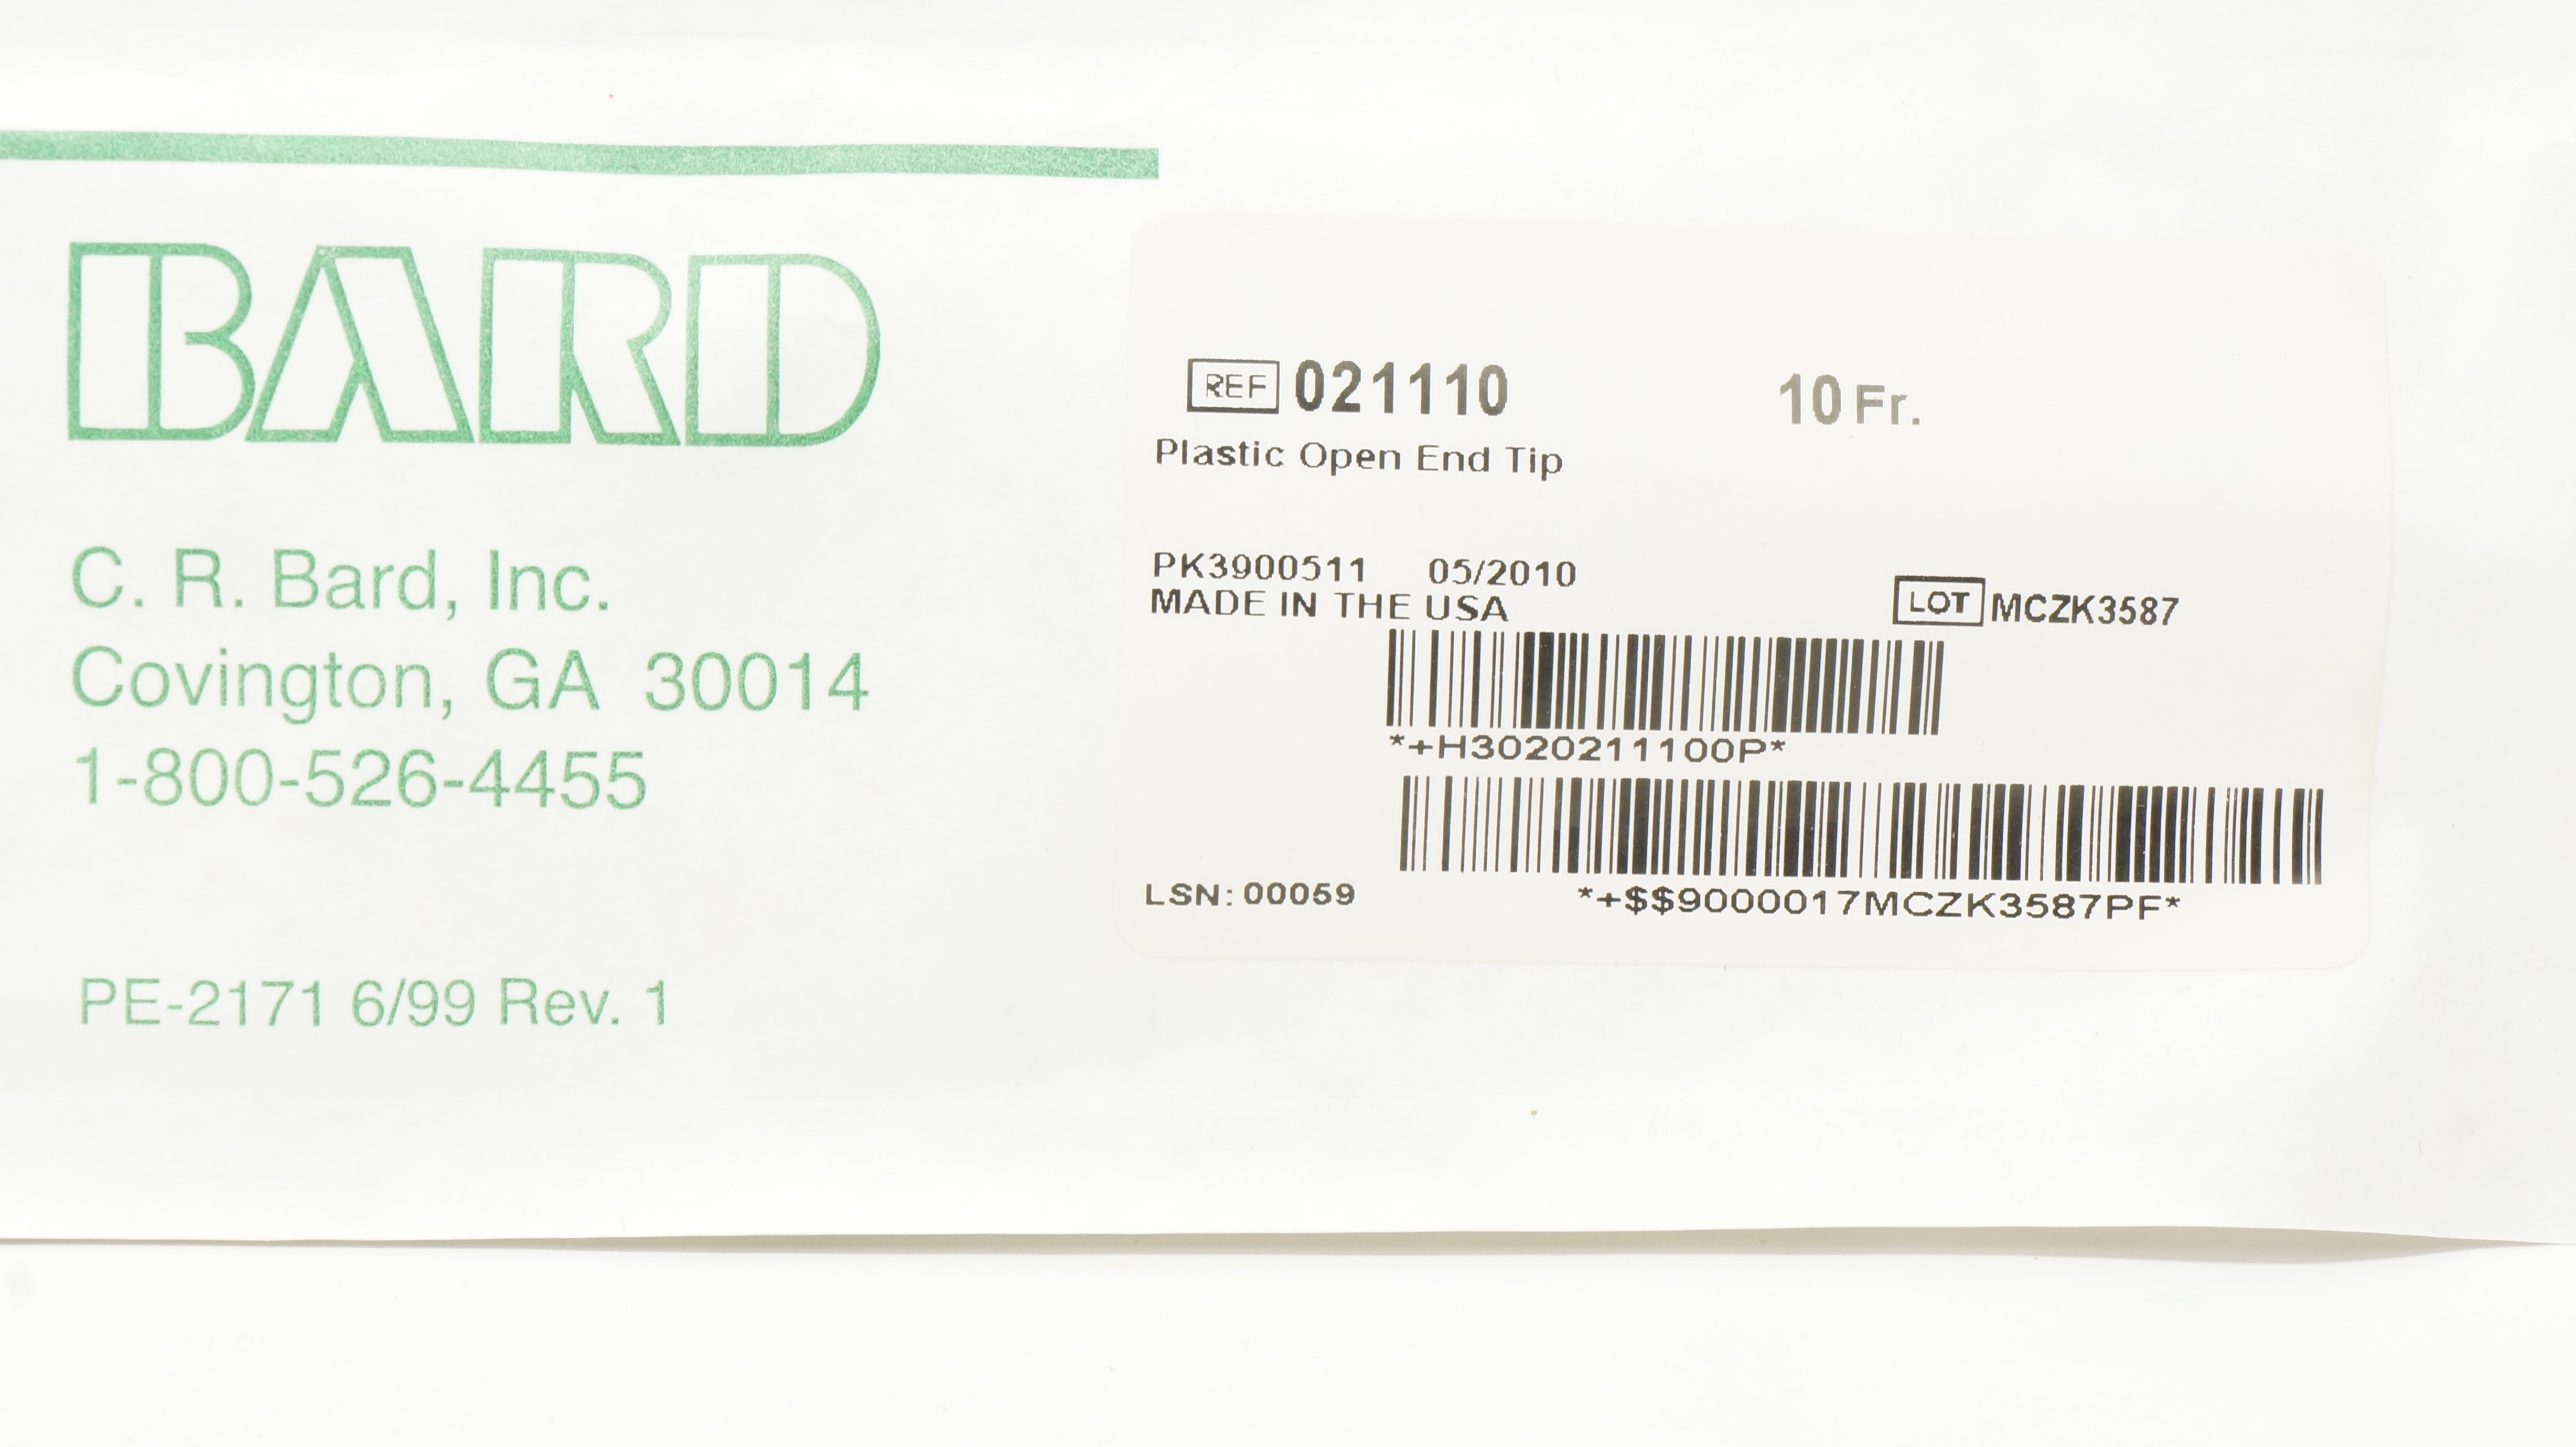 BARD
C. R. Bard, Inc.
Covington, GA 30014
1-800-526-4455
PE-2171 6/99 Rev. 1
REF 021110 10 Fr.
Plastic Open End Tip
PK3900511 05/2010
MADE IN THE USA
LOT MCZK3587
*+H3020211100P*
LSN: 00059
*+$$9000017MCZK3587PF*